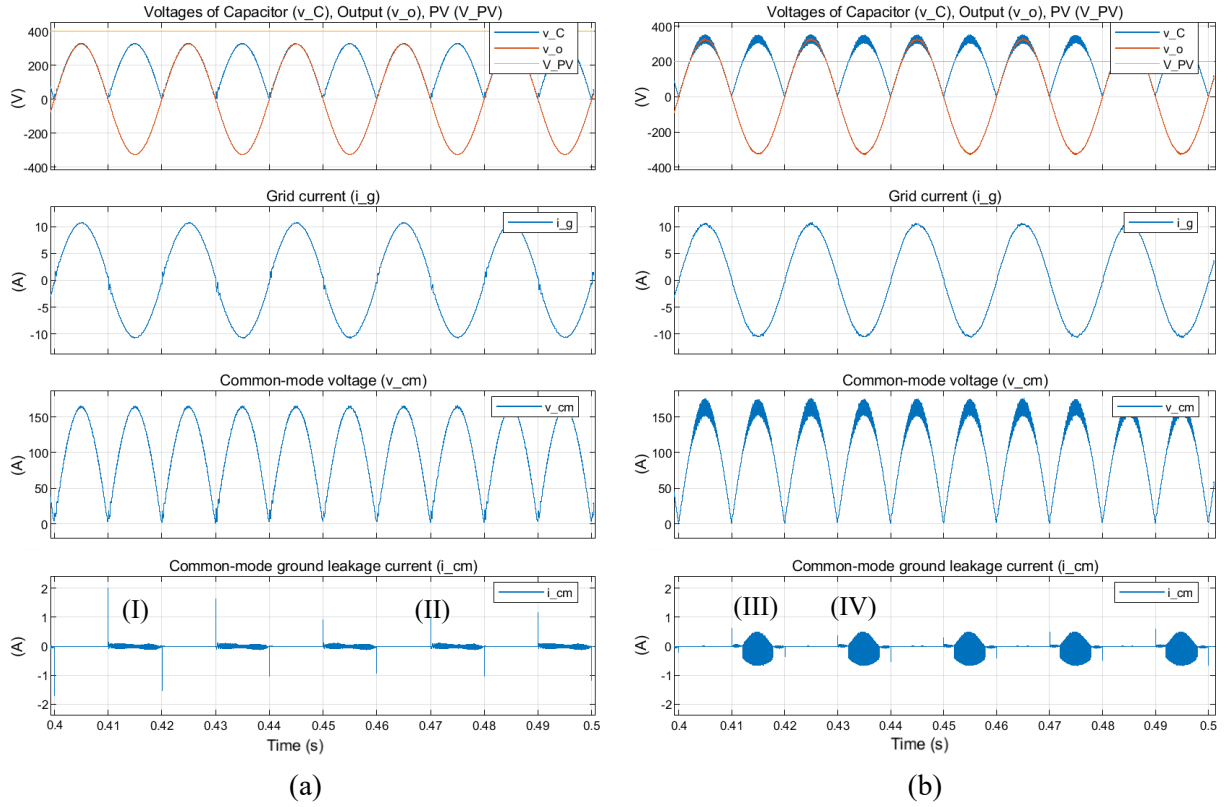 Voltages of Capacitor (v_C), Output (v_o), PV (V_PV)
400
200
0
-200
-400
(V)
v_C
v_o
V_PV
Grid current (i_g)
10
5
0
-5
-10
(A)
i_g
Common-mode voltage (v_cm)
150
100
50
0
(A)
v_cm
Common-mode ground leakage current (i_cm)
2
1
0
-1
-2
(A)
(I)
(II)
i_cm
0.4 0.41 0.42 0.43 0.44 0.45 0.46 0.47 0.48 0.49 0.5
Time (s)
(a)
Voltages of Capacitor (v_C), Output (v_o), PV (V_PV)
400
200
0
-200
-400
(V)
v_C
v_o
V_PV
Grid current (i_g)
10
5
0
-5
-10
(A)
i_g
Common-mode voltage (v_cm)
150
100
50
0
(A)
v_cm
Common-mode ground leakage current (i_cm)
2
1
0
-1
-2
(A)
(III)
(IV)
i_cm
0.4 0.41 0.42 0.43 0.44 0.45 0.46 0.47 0.48 0.49 0.5
Time (s)
(b)